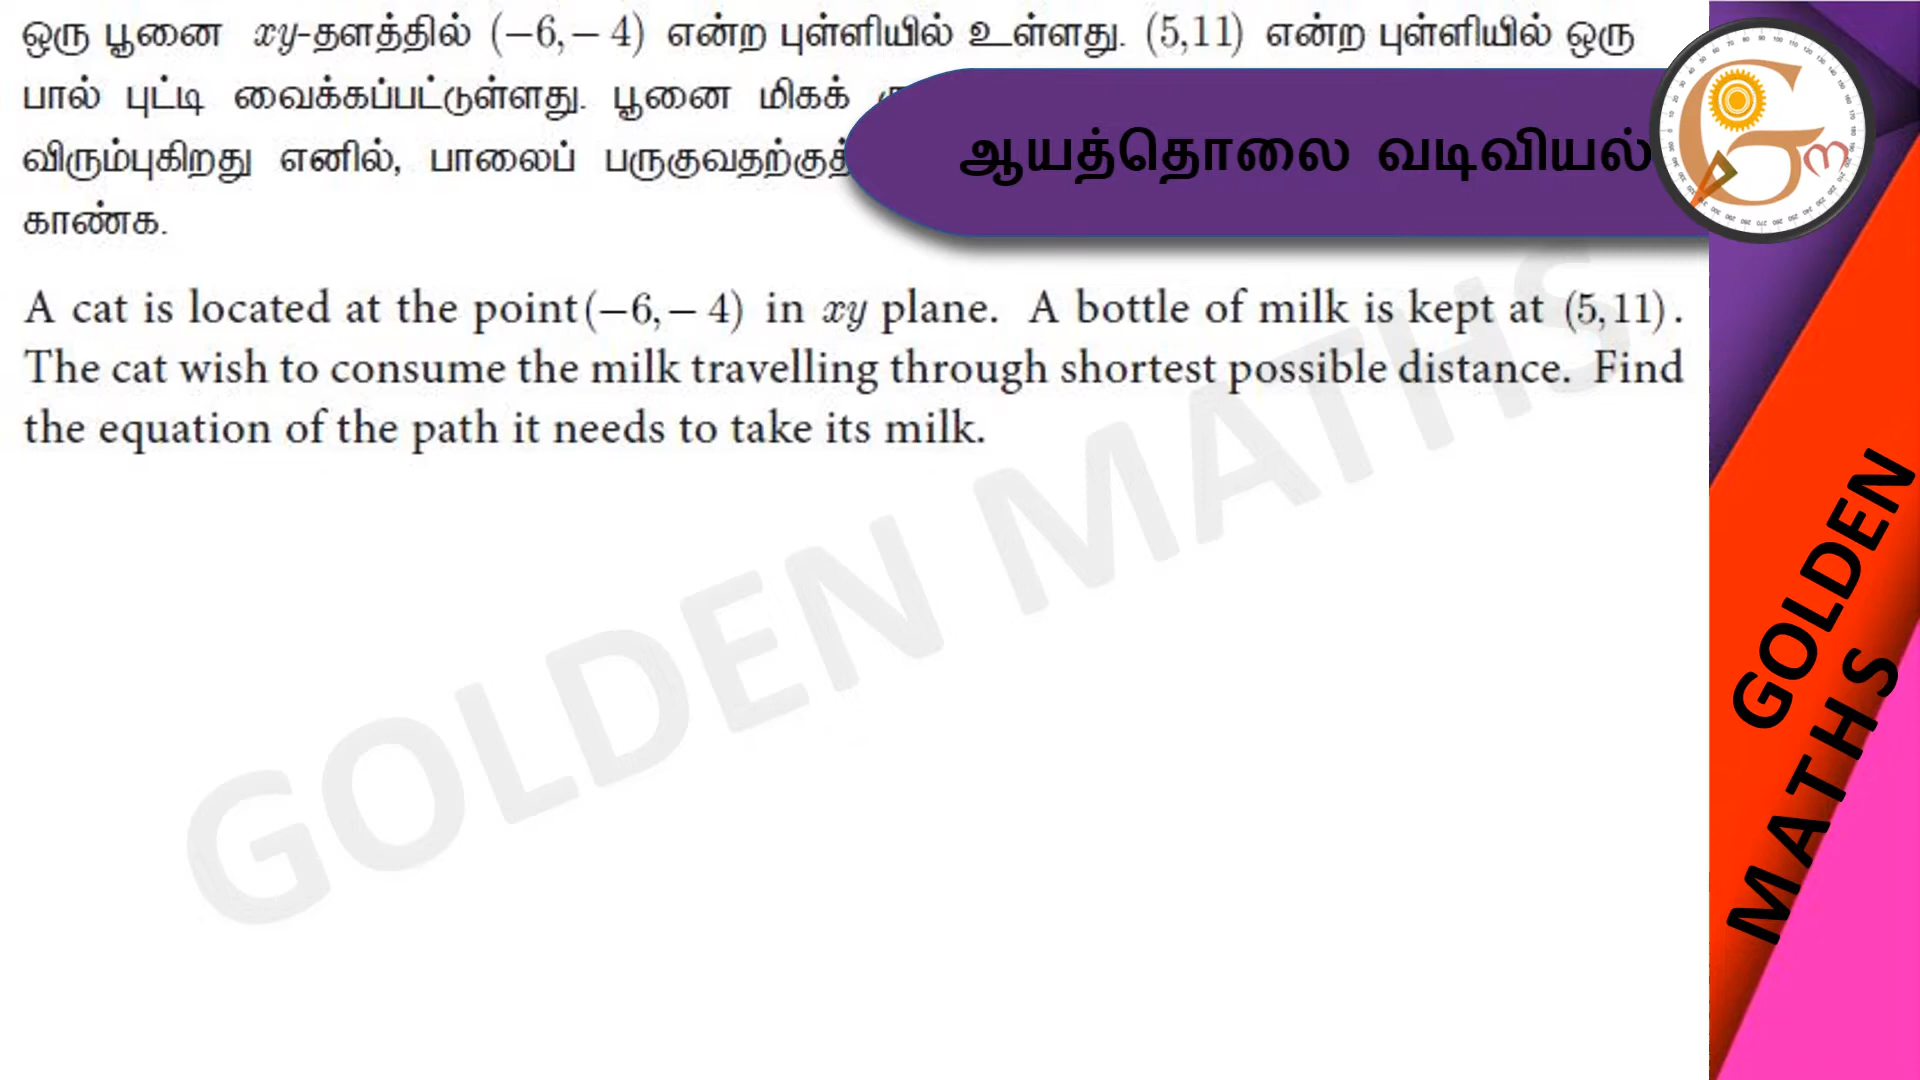 ஒரு பூனை xy-தளத்தில் (−6,− 4) என்ற புள்ளியில் உள்ளது. (5,11) என்ற புள்ளியில் ஒரு
பால் புட்டி வைக்கப்பட்டுள்ளது. பூனை மிகக்
விரும்புகிறது எனில், பாலைப் பருகுவதற்குத்
காண்க.
ஆயத்தொலை வடிவியல்
A cat is located at the point(−6,− 4) in xy plane. A bottle of milk is kept at (5,11).
The cat wish to consume the milk travelling through shortest possible distance. Find
the equation of the path it needs to take its milk.
GOLDEN MATHS
GOLDEN
MATHS